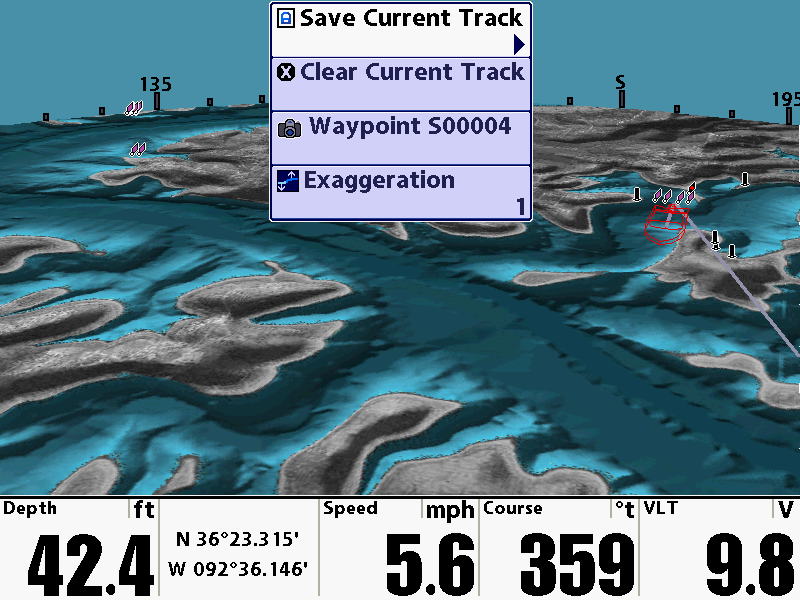 Save Current Track
Clear Current Track
Waypoint S00004
Exaggeration
1
135
S
195
Depth ft
42.4
N 36°23.315'
W 092°36.146'
Speed mph
5.6
Course °t
359
VLT V
9.8